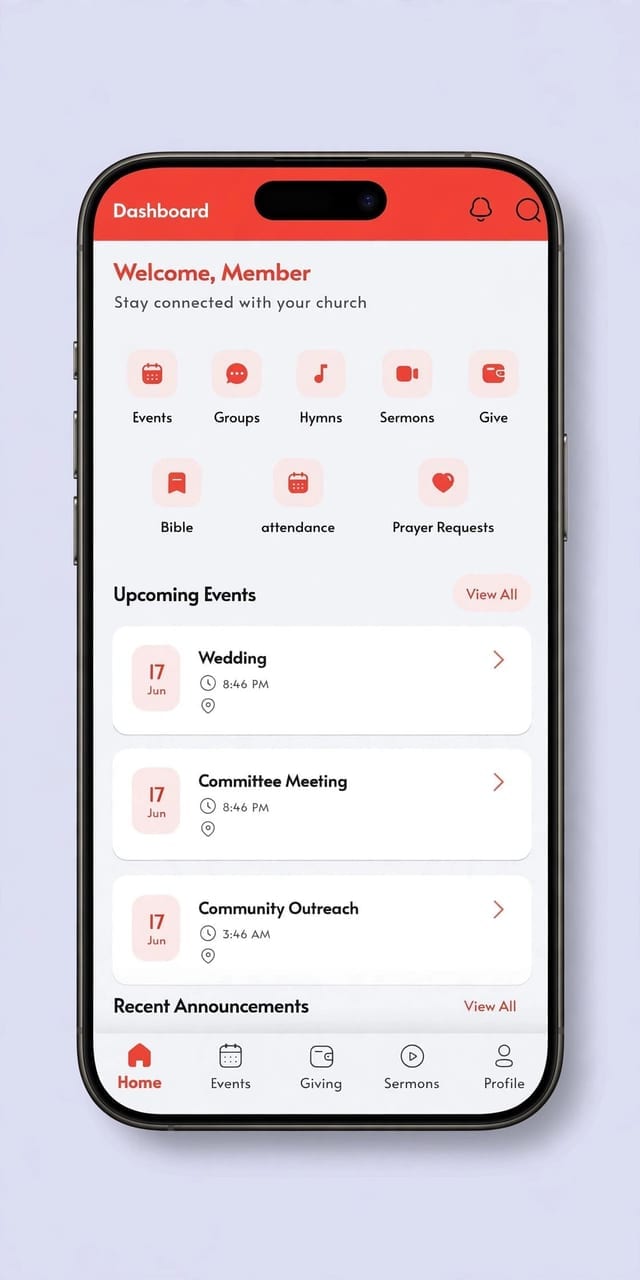 Dashboard
Welcome, Member
Stay connected with your church
Events Groups Hymns Sermons Give
Bible attendance Prayer Requests
Upcoming Events View All
17 Wedding
Jun 8:46 PM
17 Committee Meeting
Jun 8:46 PM
17 Community Outreach
Jun 3:46 AM
Recent Announcements View All
Home Events Giving Sermons Profile